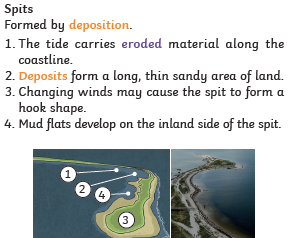 Spits
Formed by deposition.
1. The tide carries eroded material along the
coastline.
2. Deposits form a long, thin sandy area of land.
3. Changing winds may cause the spit to form a
hook shape.
4. Mud flats develop on the inland side of the spit.
1
2
4
3